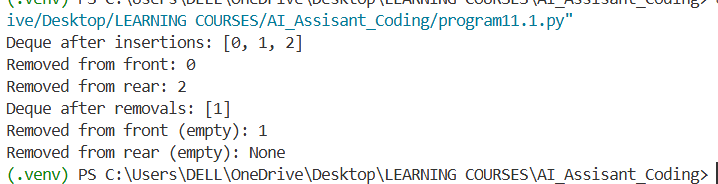 (.venv) PS C:\Users\DELL\OneDrive\Desktop\LEARNING COURSES\AI_Assisant_Coding>
ive/Desktop/LEARNING COURSES/AI_Assisant_Coding/program11.1.py"
Deque after insertions: [0, 1, 2]
Removed from front: 0
Removed from rear: 2
Deque after removals: [1]
Removed from front (empty): 1
Removed from rear (empty): None
(.venv) PS C:\Users\DELL\OneDrive\Desktop\LEARNING COURSES\AI_Assisant_Coding>